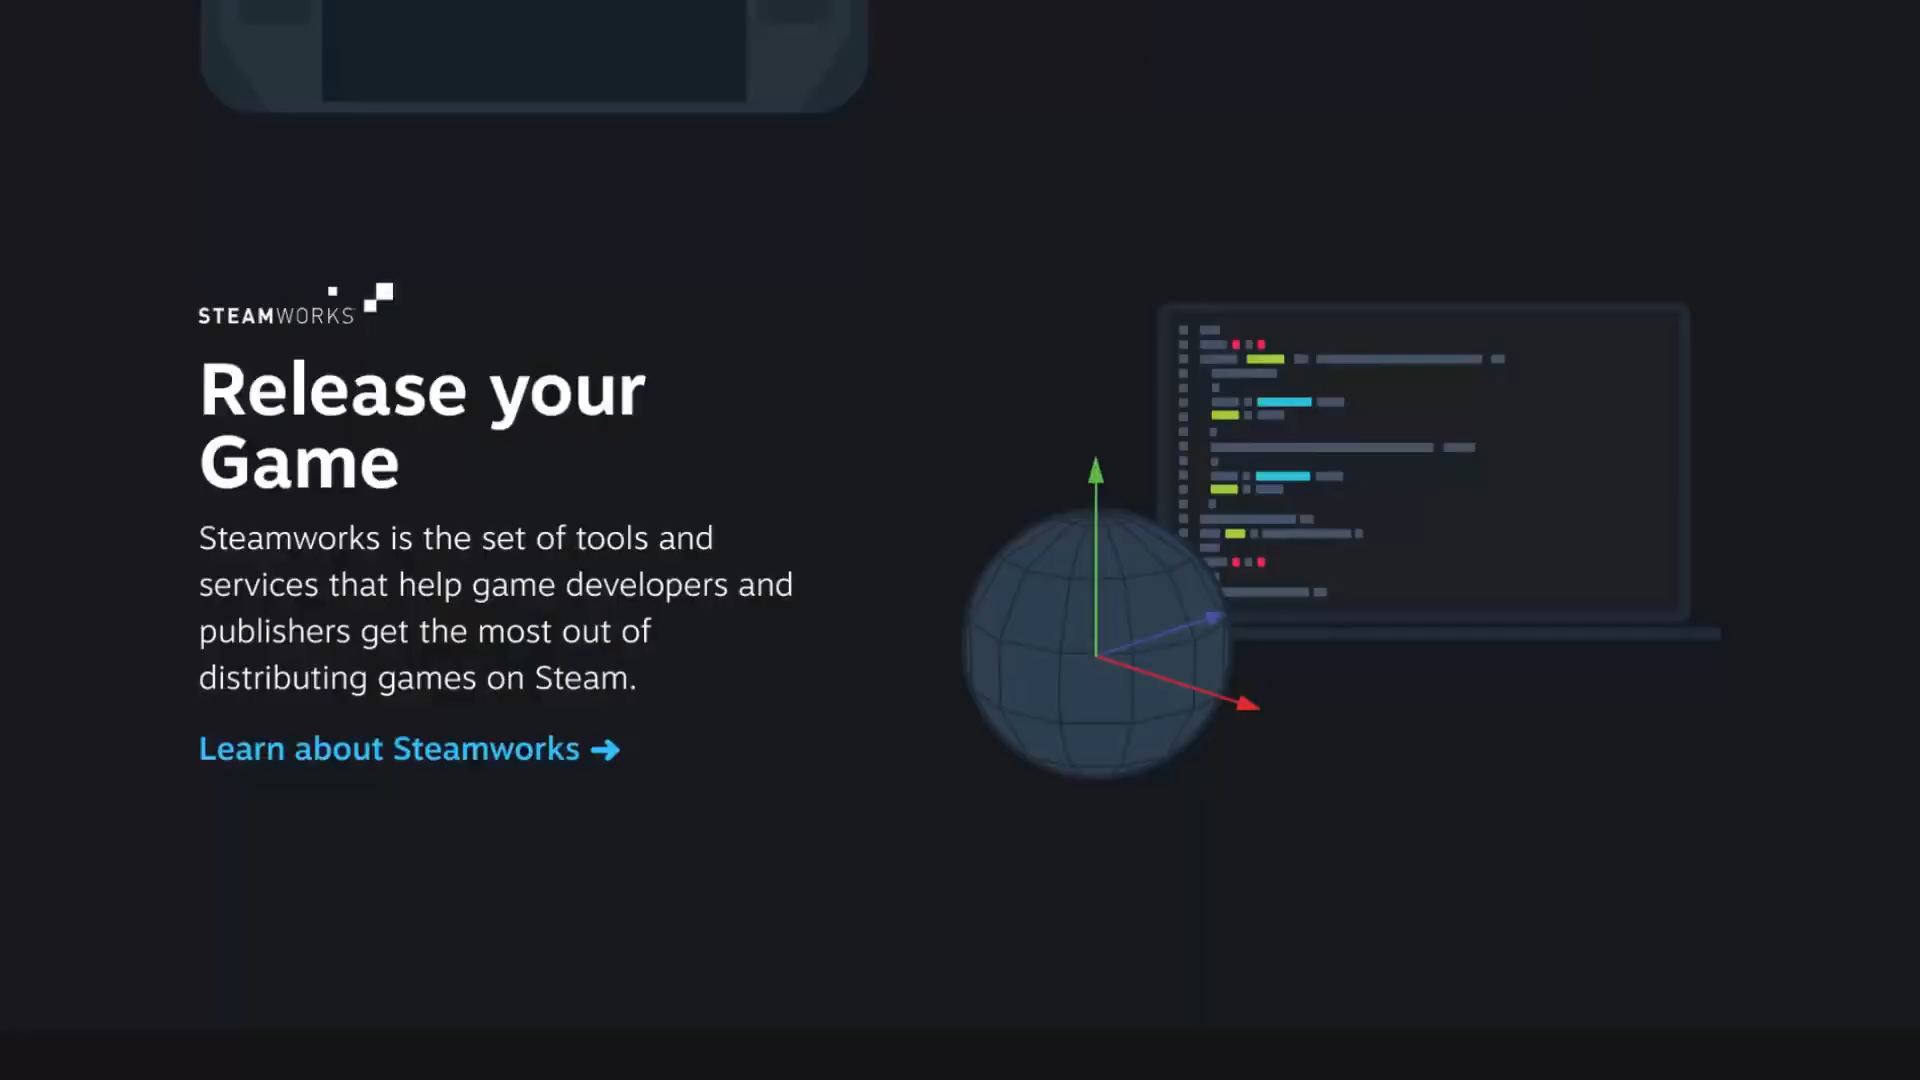 STEAMWORKS
Release your
Game
Steamworks is the set of tools and
services that help game developers and
publishers get the most out of
distributing games on Steam.
Learn about Steamworks →